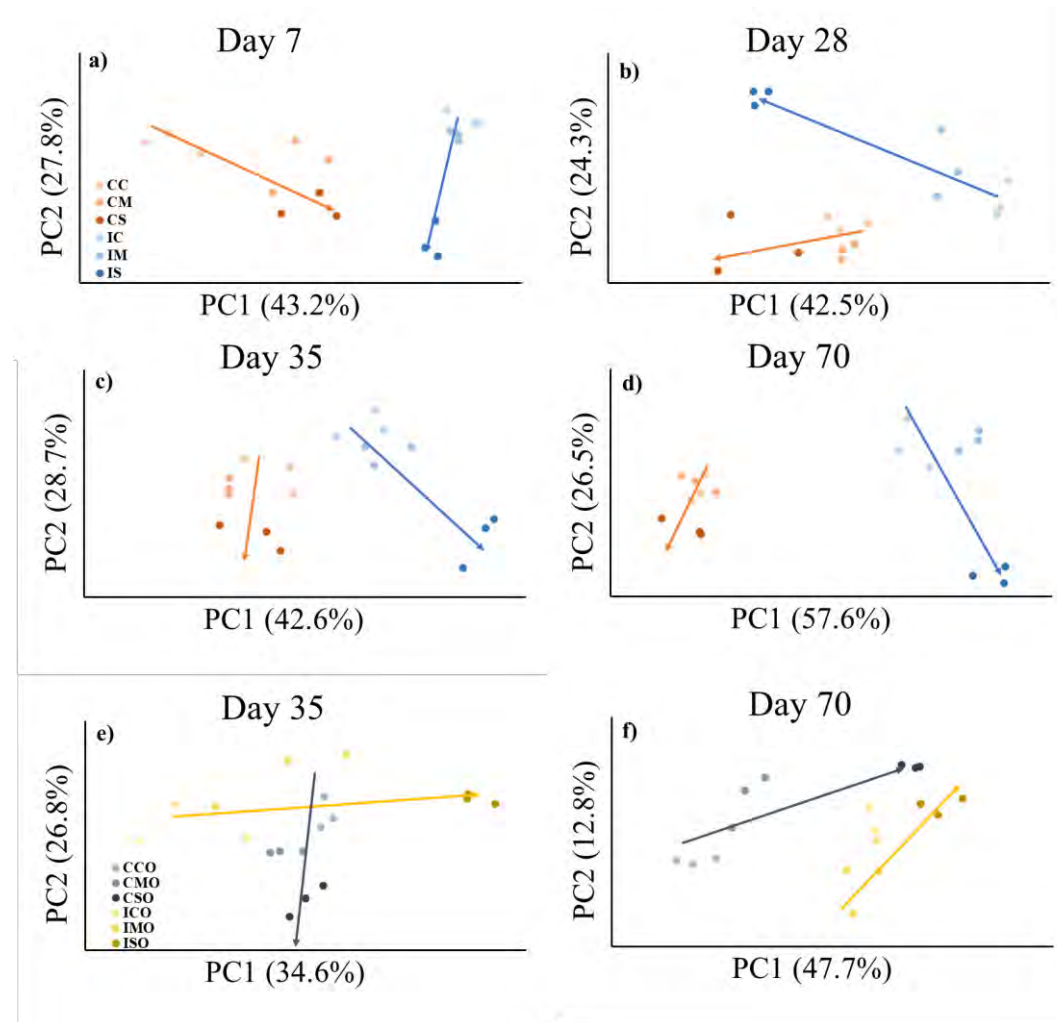 Day 7
a)
PC2 (27.8%)
CC
CM
CS
IC
IM
IS
PC1 (43.2%)
Day 28
b)
PC2 (24.3%)
PC1 (42.5%)
Day 35
c)
PC2 (28.7%)
PC1 (42.6%)
Day 70
d)
PC2 (26.5%)
PC1 (57.6%)
Day 35
e)
PC2 (26.8%)
CCO
CMO
CSO
ICO
IMO
ISO
PC1 (34.6%)
Day 70
f)
PC2 (12.8%)
PC1 (47.7%)